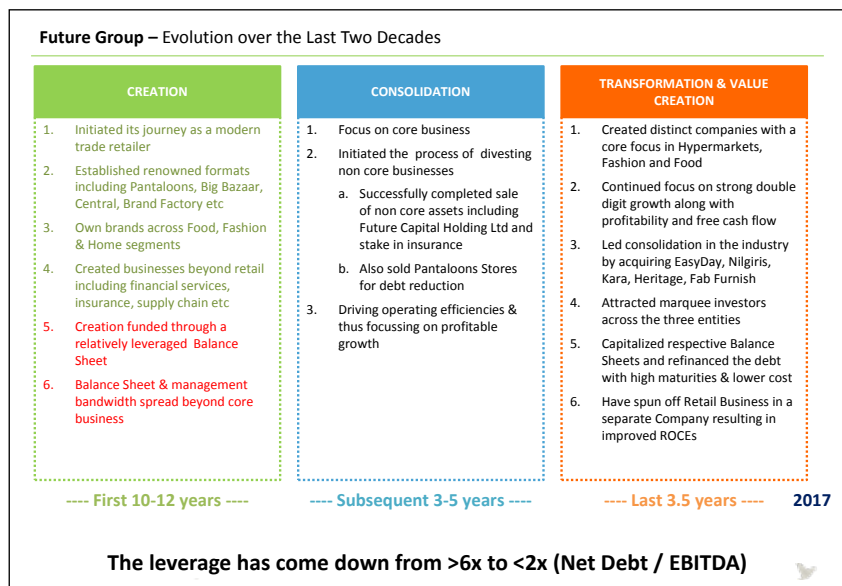 Future Group – Evolution over the Last Two Decades
CREATION
1. Initiated its journey as a modern
trade retailer
2. Established renowned formats
including Pantaloons, Big Bazaar,
Central, Brand Factory etc
3. Own brands across Food, Fashion
& Home segments
4. Created businesses beyond retail
including financial services,
insurance, supply chain etc
5. Creation funded through a
relatively leveraged Balance
Sheet
6. Balance Sheet & management
bandwidth spread beyond core
business
---- First 10-12 years ----
CONSOLIDATION
1. Focus on core business
2. Initiated the process of divesting
non core businesses
a. Successfully completed sale
of non core assets including
Future Capital Holding Ltd and
stake in insurance
b. Also sold Pantaloons Stores
for debt reduction
3. Driving operating efficiencies &
thus focussing on profitable
growth
---- Subsequent 3-5 years ----
TRANSFORMATION & VALUE
CREATION
1. Created distinct companies with a
core focus in Hypermarkets,
Fashion and Food
2. Continued focus on strong double
digit growth along with
profitability and free cash flow
3. Led consolidation in the industry
by acquiring EasyDay, Nilgiris,
Kara, Heritage, Fab Furnish
4. Attracted marquee investors
across the three entities
5. Capitalized respective Balance
Sheets and refinanced the debt
with high maturities & lower cost
6. Have spun off Retail Business in a
separate Company resulting in
improved ROCEs
---- Last 3.5 years ----
2017
The leverage has come down from >6x to <2x (Net Debt / EBITDA)